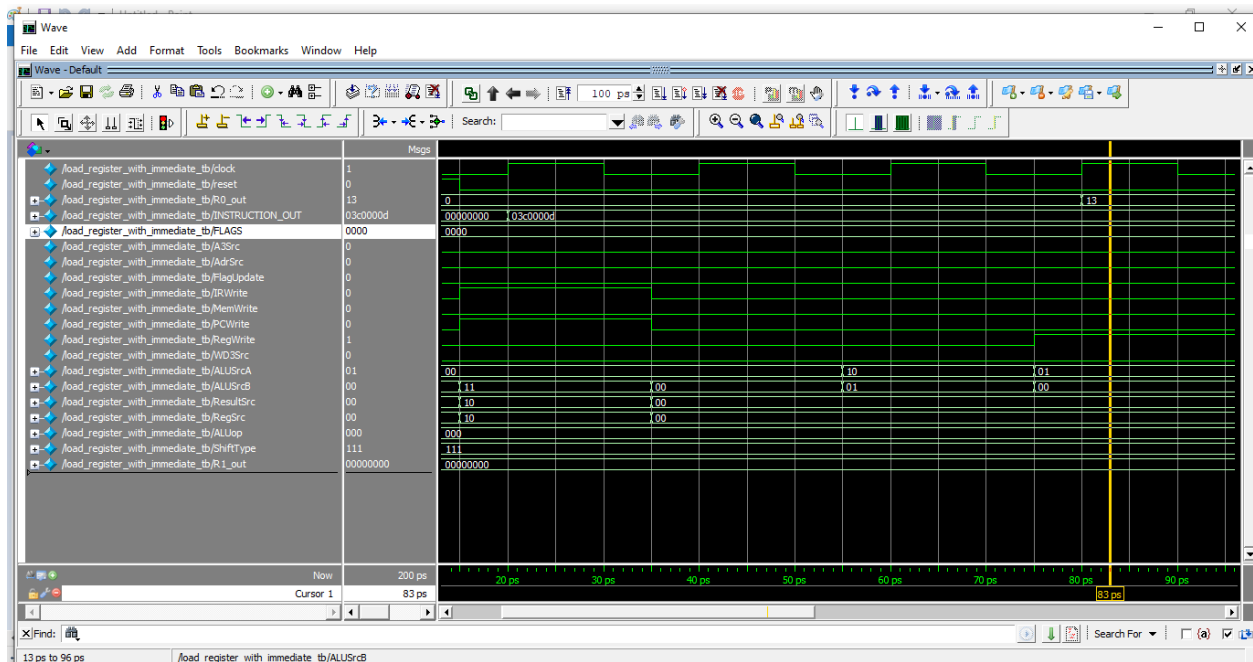 Wave
File Edit View Add Format Tools Bookmarks Window Help
Wave - Default
100 ps
Search:
Msgs
/load_register_with_immediate_tb/clock 1
/load_register_with_immediate_tb/reset 0
/load_register_with_immediate_tb/R0_out 13 0 13
/load_register_with_immediate_tb/INSTRUCTION_OUT 03c0000d 00000000 03c0000d
/load_register_with_immediate_tb/FLAGS 0000 0000
/load_register_with_immediate_tb/A3Src 0
/load_register_with_immediate_tb/AdrSrc 0
/load_register_with_immediate_tb/FlagUpdate 0
/load_register_with_immediate_tb/IRWrite 0
/load_register_with_immediate_tb/MemWrite 0
/load_register_with_immediate_tb/PCWrite 0
/load_register_with_immediate_tb/RegWrite 1
/load_register_with_immediate_tb/WD3Src 0
/load_register_with_immediate_tb/ALUSrcA 01 00 10 01
/load_register_with_immediate_tb/ALUSrcB 00 11 00 01 00
/load_register_with_immediate_tb/ResultSrc 00 10 00
/load_register_with_immediate_tb/RegSrc 00 10 00
/load_register_with_immediate_tb/ALUop 000 000
/load_register_with_immediate_tb/ShiftType 111 111
/load_register_with_immediate_tb/R1_out 00000000 00000000
Now 200 ps 20 ps 30 ps 40 ps 50 ps 60 ps 70 ps 80 ps 90 ps
Cursor 1 83 ps 83 ps
Find: Search For {a}
13 ps to 96 ps /load_register_with_immediate_tb/ALUSrcB